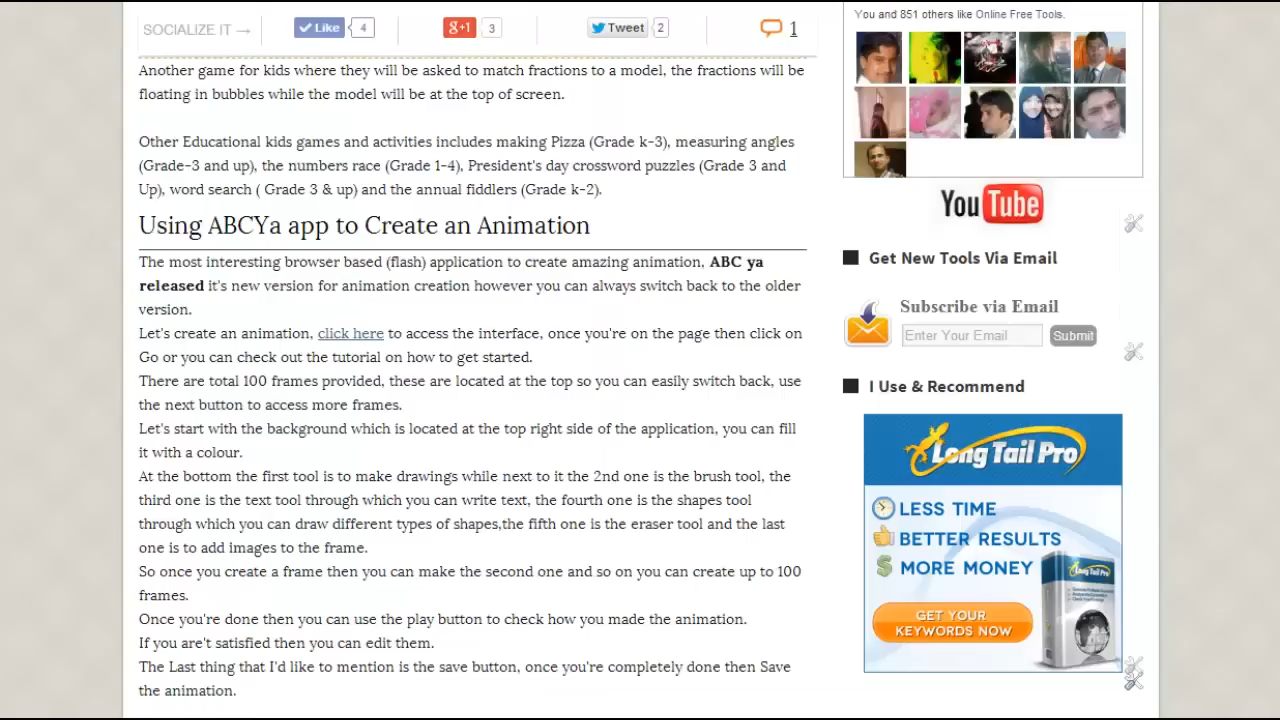 SOCIALIZE IT →
Like 4
g+1 3
Tweet 2
1
Another game for kids where they will be asked to match fractions to a model, the fractions will be
floating in bubbles while the model will be at the top of screen.
Other Educational kids games and activities includes making Pizza (Grade k-3), measuring angles
(Grade-3 and up), the numbers race (Grade 1-4), President's day crossword puzzles (Grade 3 and
Up), word search ( Grade 3 & up) and the annual fiddlers (Grade k-2).
Using ABCYa app to Create an Animation
The most interesting browser based (flash) application to create amazing animation, ABC ya
released it's new version for animation creation however you can always switch back to the older
version.
Let's create an animation, click here to access the interface, once you're on the page then click on
Go or you can check out the tutorial on how to get started.
There are total 100 frames provided, these are located at the top so you can easily switch back, use
the next button to access more frames.
Let's start with the background which is located at the top right side of the application, you can fill
it with a colour.
At the bottom the first tool is to make drawings while next to it the 2nd one is the brush tool, the
third one is the text tool through which you can write text, the fourth one is the shapes tool
through which you can draw different types of shapes,the fifth one is the eraser tool and the last
one is to add images to the frame.
So once you create a frame then you can make the second one and so on you can create up to 100
frames.
Once you're done then you can use the play button to check how you made the animation.
If you are't satisfied then you can edit them.
The Last thing that I'd like to mention is the save button, once you're completely done then Save
the animation.
You and 851 others like Online Free Tools.
YouTube
Get New Tools Via Email
Subscribe via Email
Enter Your Email Submit
I Use & Recommend
Long Tail Pro
LESS TIME
BETTER RESULTS
MORE MONEY
GET YOUR
KEYWORDS NOW
Long Tail Pro